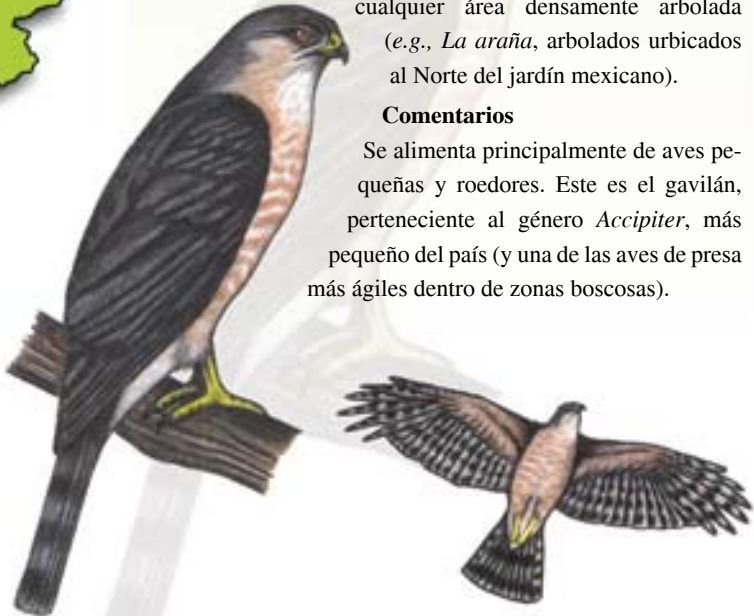 cualquier área densamente arbolada
(e.g., La araña, arbolados urbicados
al Norte del jardín mexicano).
Comentarios
Se alimenta principalmente de aves pe-
queñas y roedores. Este es el gavilán,
perteneciente al género Accipiter, más
pequeño del país (y una de las aves de presa
más ágiles dentro de zonas boscosas).